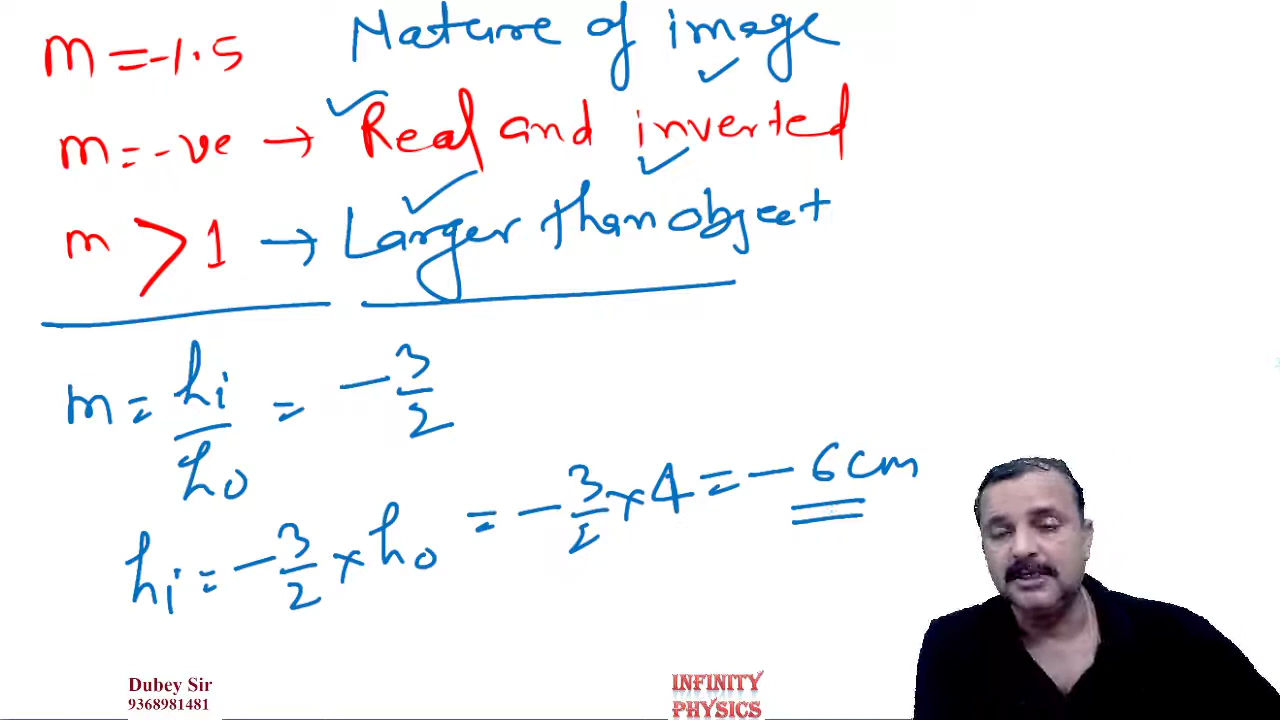 m = -1.5 Nature of image
m = -ve → Real and inverted
m > 1 → Larger than object
m = hi/ho = -3/2
hi = -3/2 × ho = -3/2 × 4 = -6 cm
Dubey Sir
9368981481
INFINITY
PHYSICS